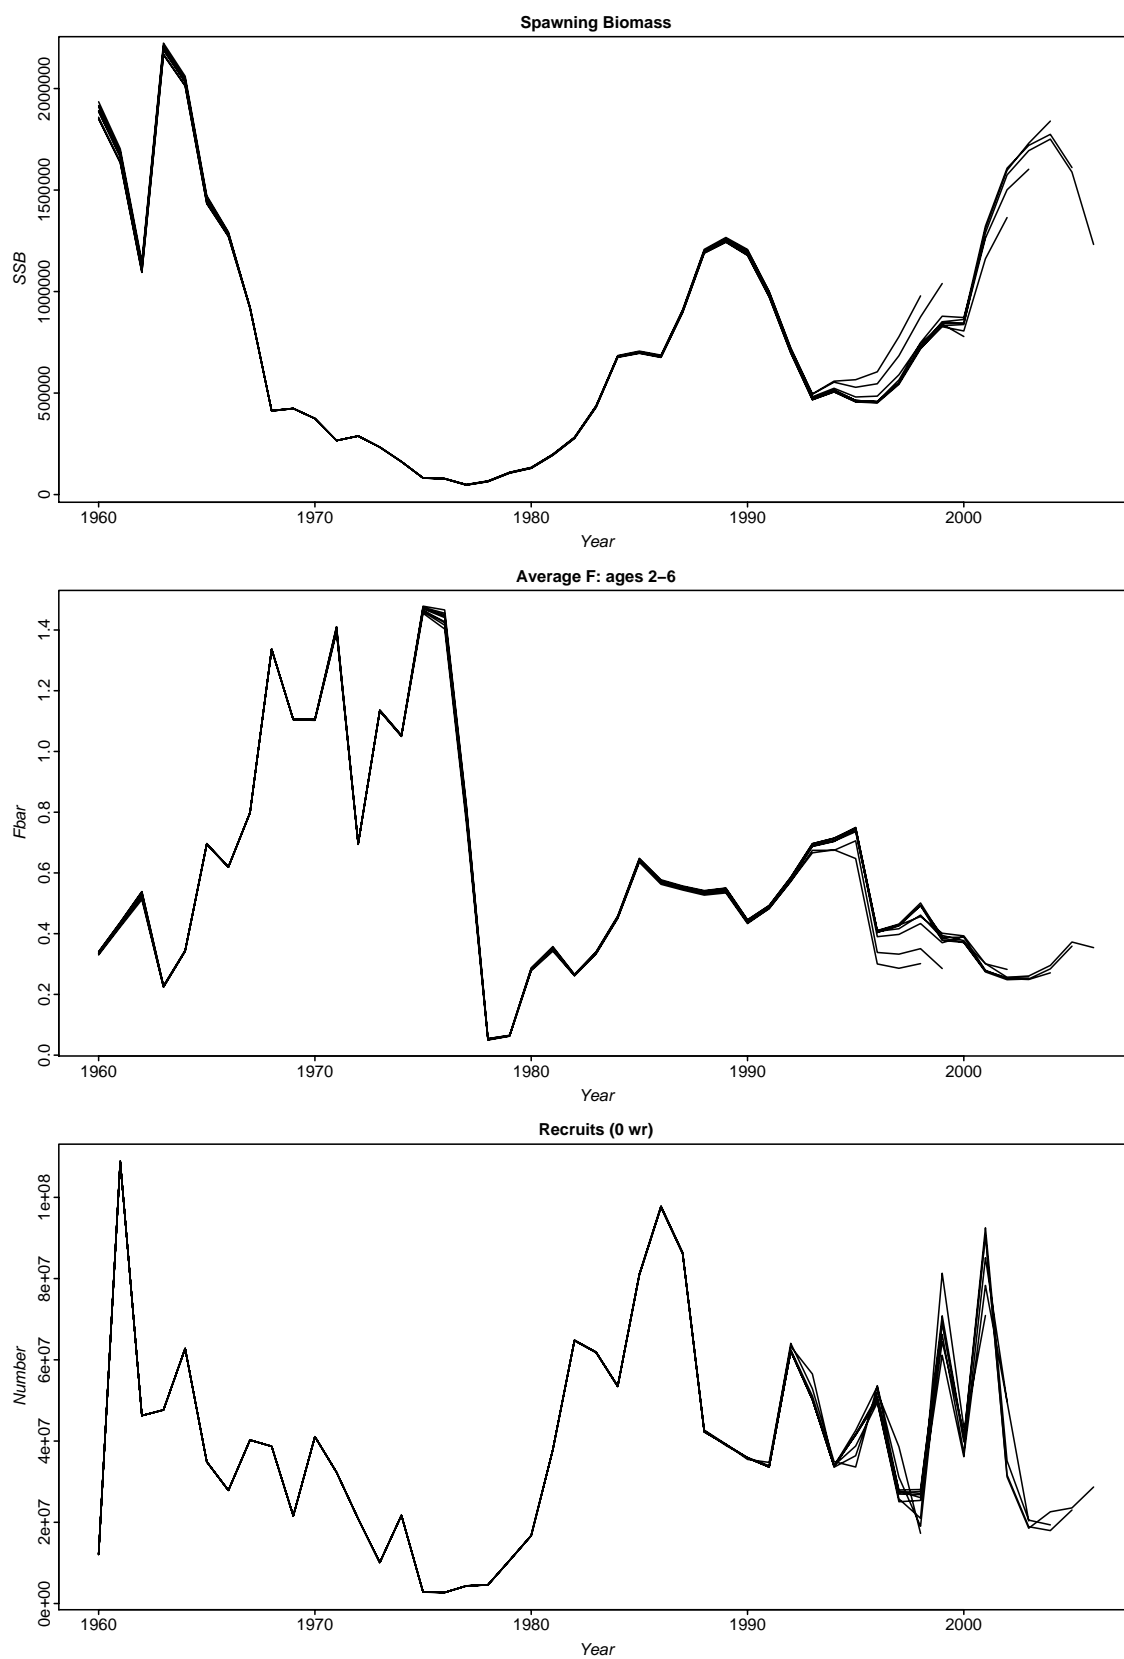 Spawning Biomass
2000000
1500000
1000000
500000
0
SSB
1960 1970 1980 1990 2000
Year
Average F: ages 2−6
1.4
1.2
1.0
0.8
0.6
0.4
0.2
0.0
Fbar
1960 1970 1980 1990 2000
Year
Recruits (0 wr)
1e+08
8e+07
6e+07
4e+07
2e+07
0e+00
Number
1960 1970 1980 1990 2000
Year